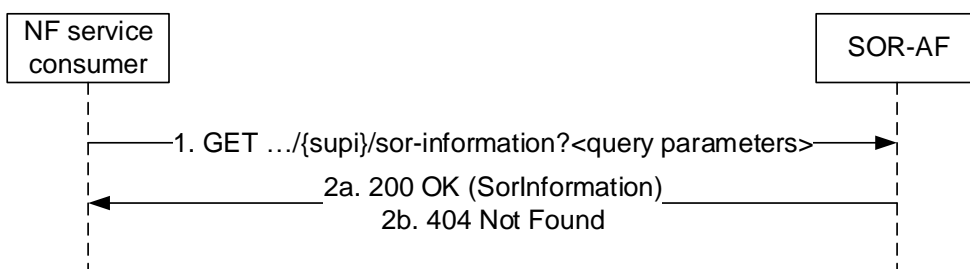 NF service
consumer
SOR-AF
1. GET …/{supi}/sor-information?<query parameters>
2a. 200 OK (SorInformation)
2b. 404 Not Found